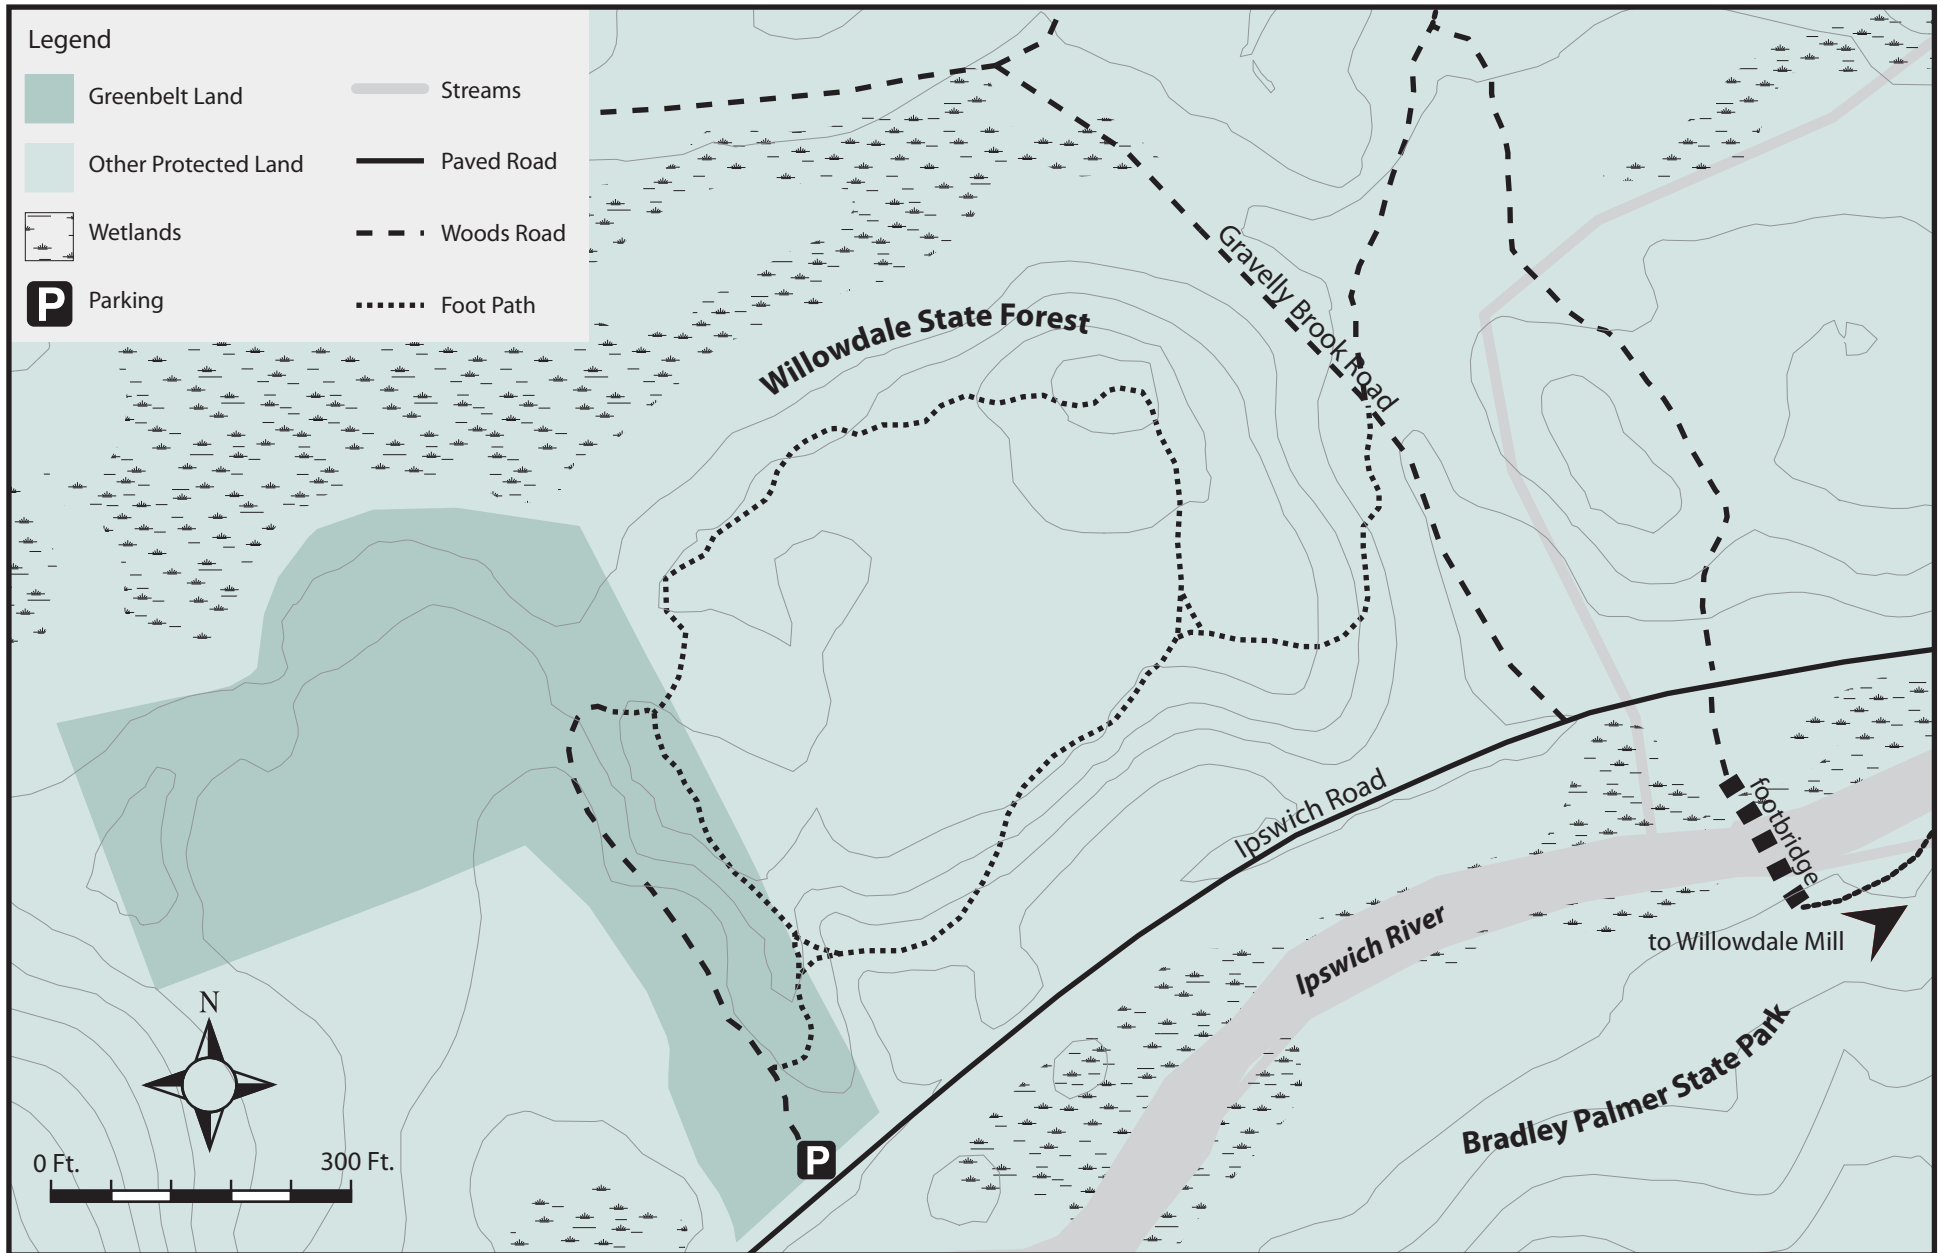 Legend
Greenbelt Land
Streams
Other Protected Land
Paved Road
Wetlands
Woods Road
P Parking
Foot Path
Willowdale State Forest
Gravelly Brook Road
Ipswich Road
footbridge
Ipswich River
to Willowdale Mill
N
Bradley Palmer State Park
0 Ft. 300 Ft.
P